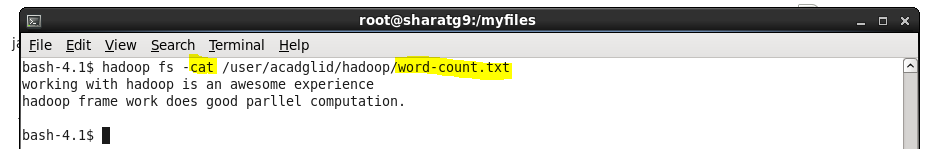 root@sharatg9:/myfiles
File Edit View Search Terminal Help
bash-4.1$ hadoop fs -cat /user/acadglid/hadoop/word-count.txt
working with hadoop is an awesome experience
hadoop frame work does good parllel computation.
bash-4.1$